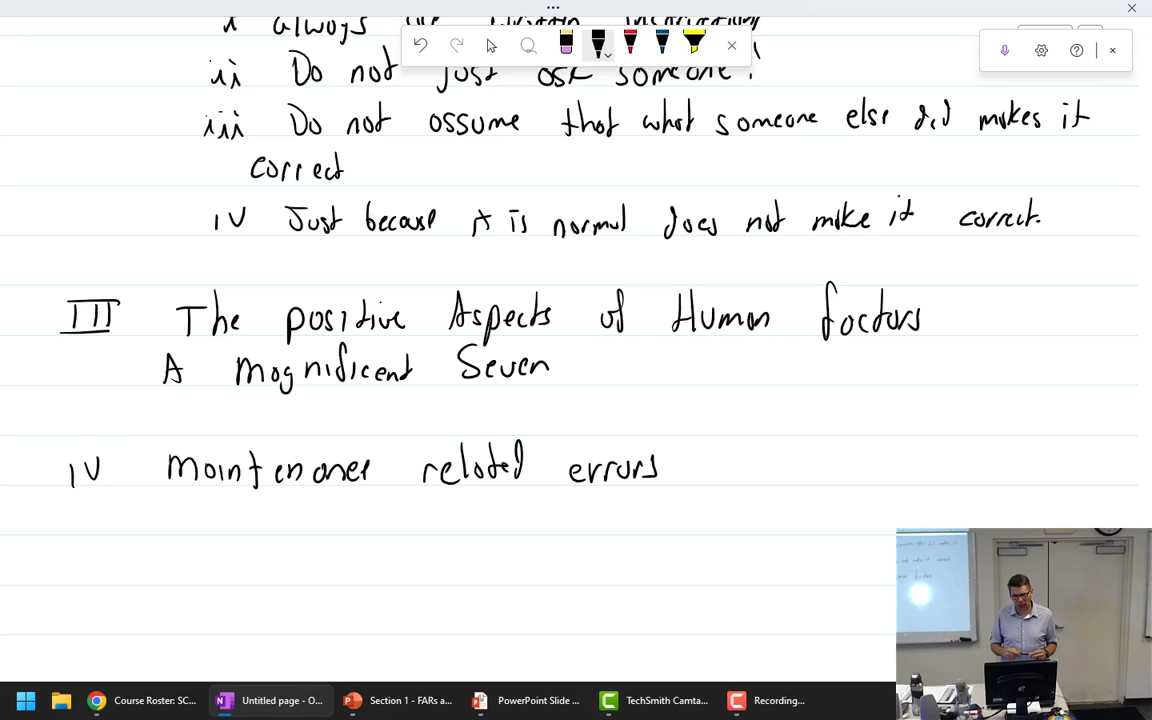 i always
ii Do not just ask someone!
iii Do not assume that what someone else did makes it
correct
IV Just because it is normal does not make it correct.
III The positive Aspects of Human factors
A Magnificent Seven
IV Maintenance related errors
Course Roster: SC...
Untitled page - O...
Section 1 - FARs a...
PowerPoint Slide ...
TechSmith Camta...
Recording...